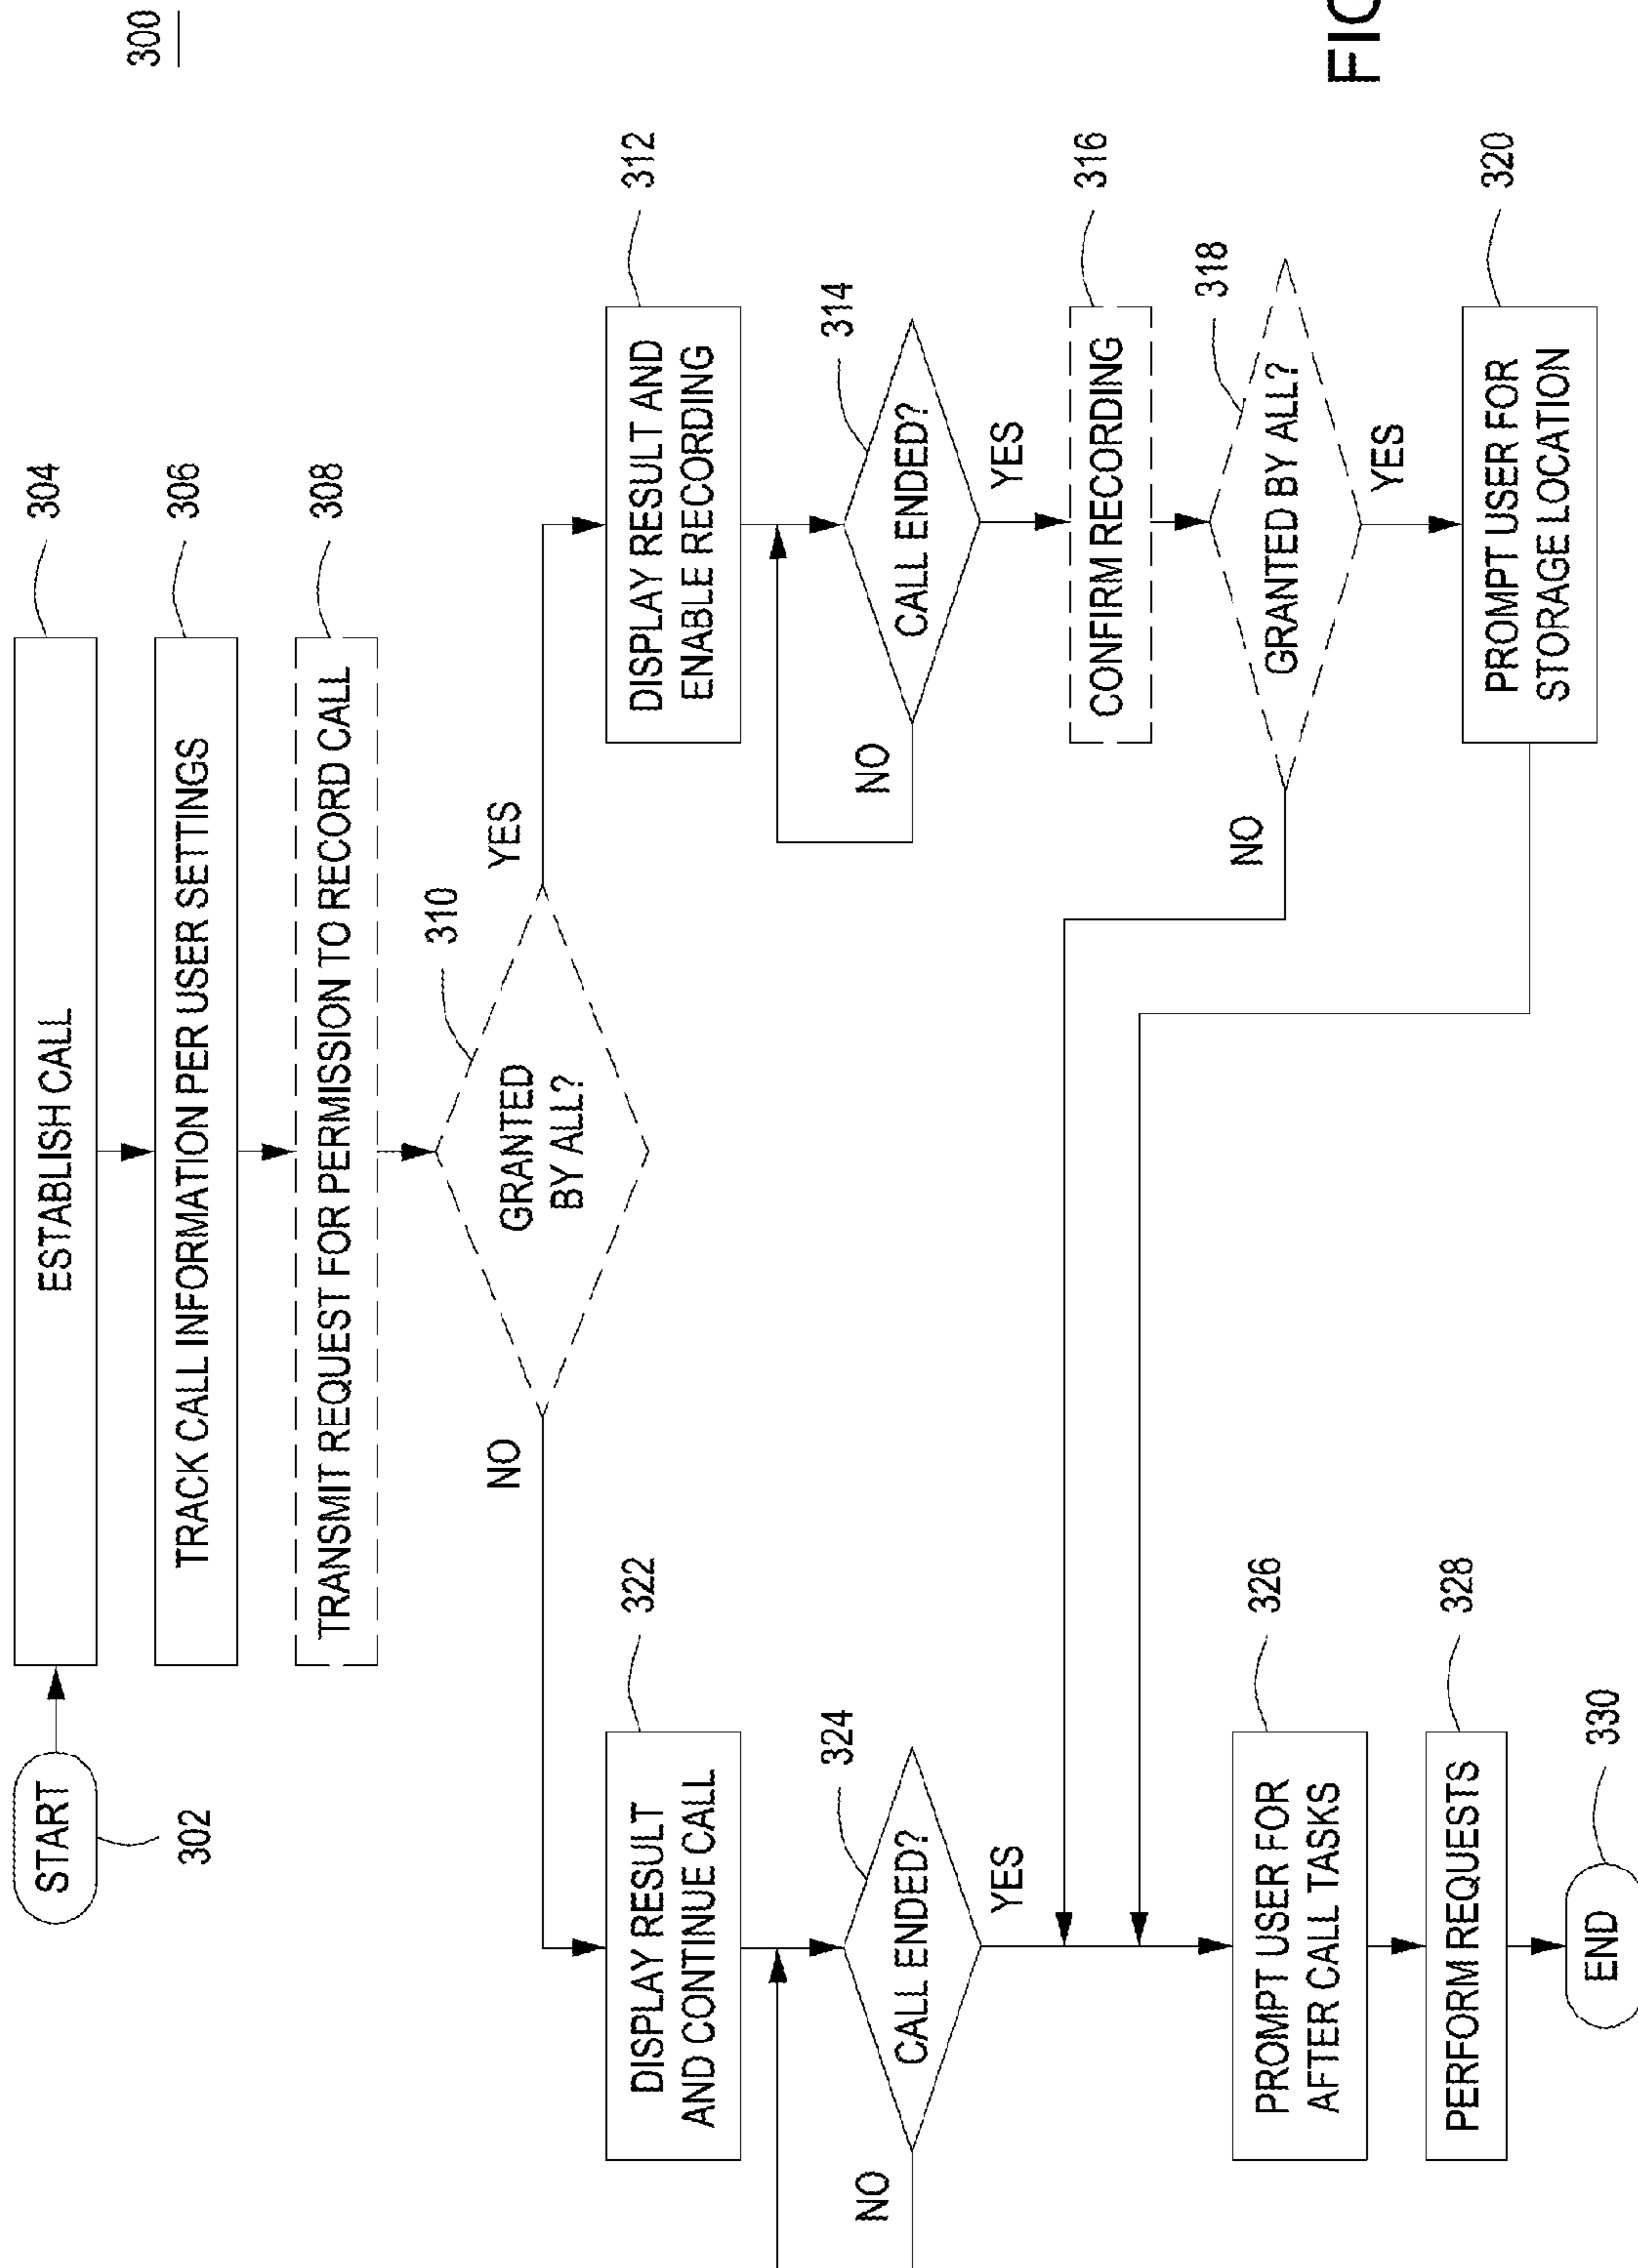 300
START
302
ESTABLISH CALL
304
TRACK CALL INFORMATION PER USER SETTINGS
306
TRANSMIT REQUEST FOR PERMISSION TO RECORD CALL
308
GRANTED
BY ALL?
310
NO
YES
DISPLAY RESULT
AND CONTINUE CALL
322
DISPLAY RESULT AND
ENABLE RECORDING
312
CALL ENDED?
324
NO
YES
CALL ENDED?
314
NO
YES
CONFIRM RECORDING
316
GRANTED BY ALL?
318
NO
YES
PROMPT USER FOR
AFTER CALL TASKS
326
PROMPT USER FOR
STORAGE LOCATION
320
PERFORM REQUESTS
328
END
330